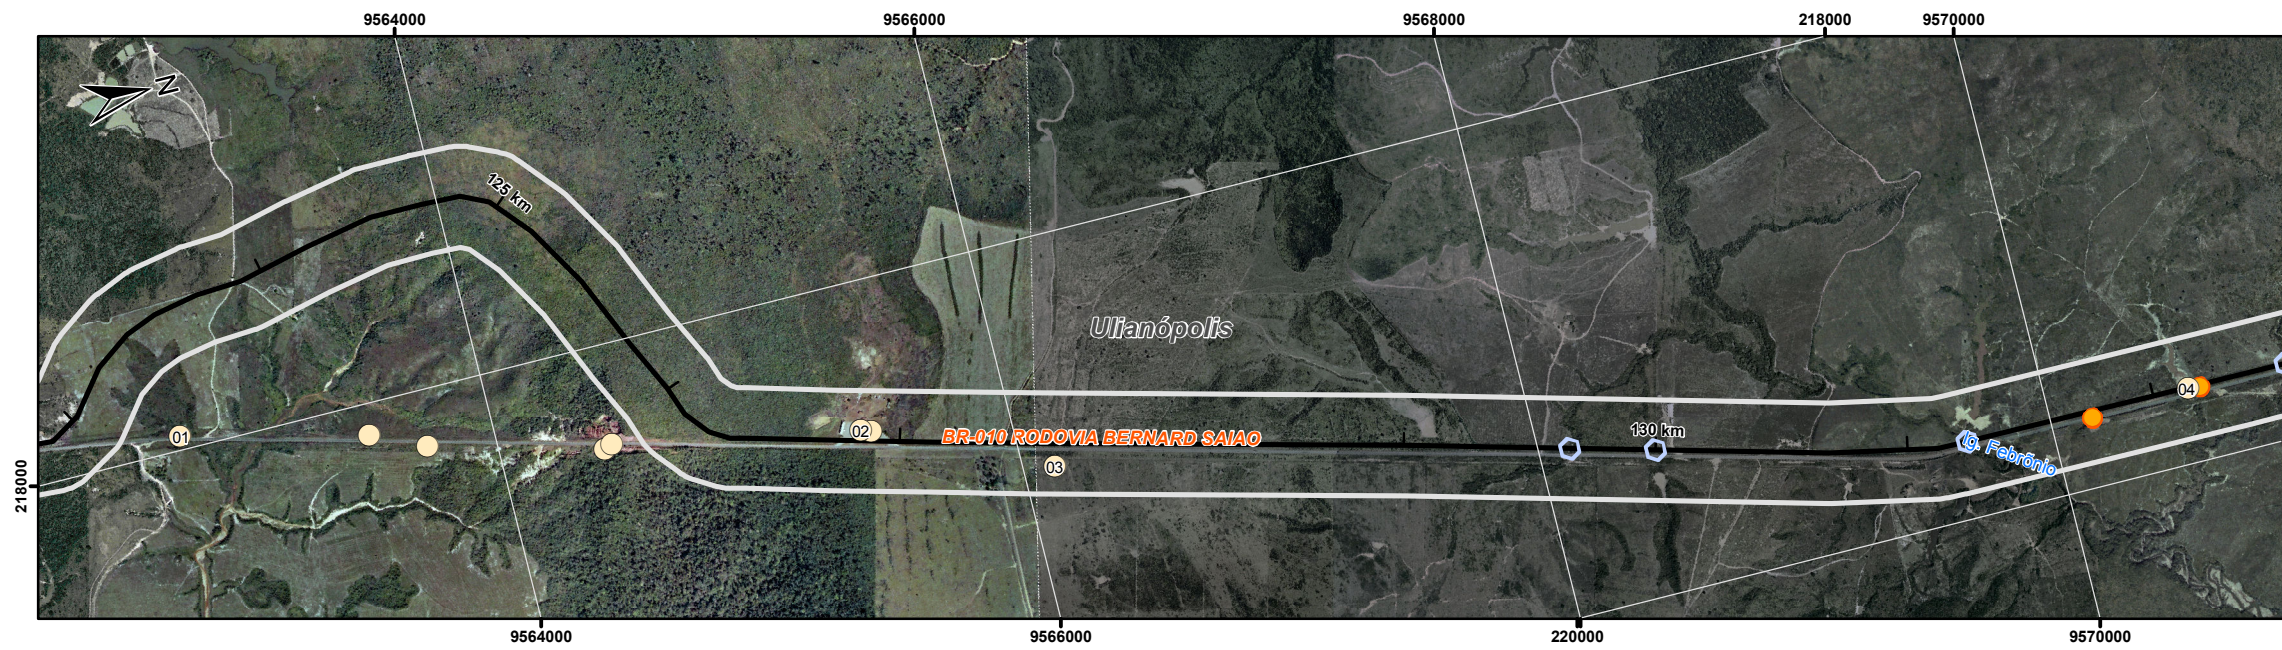 9564000
9566000
9568000
218000
9570000
N
125 km
Ulianópolis
01
02
BR-010 RODOVIA BERNARD SAIAO
130 km
03
04
Ig. Febrônio
218000
9564000
9566000
220000
9570000